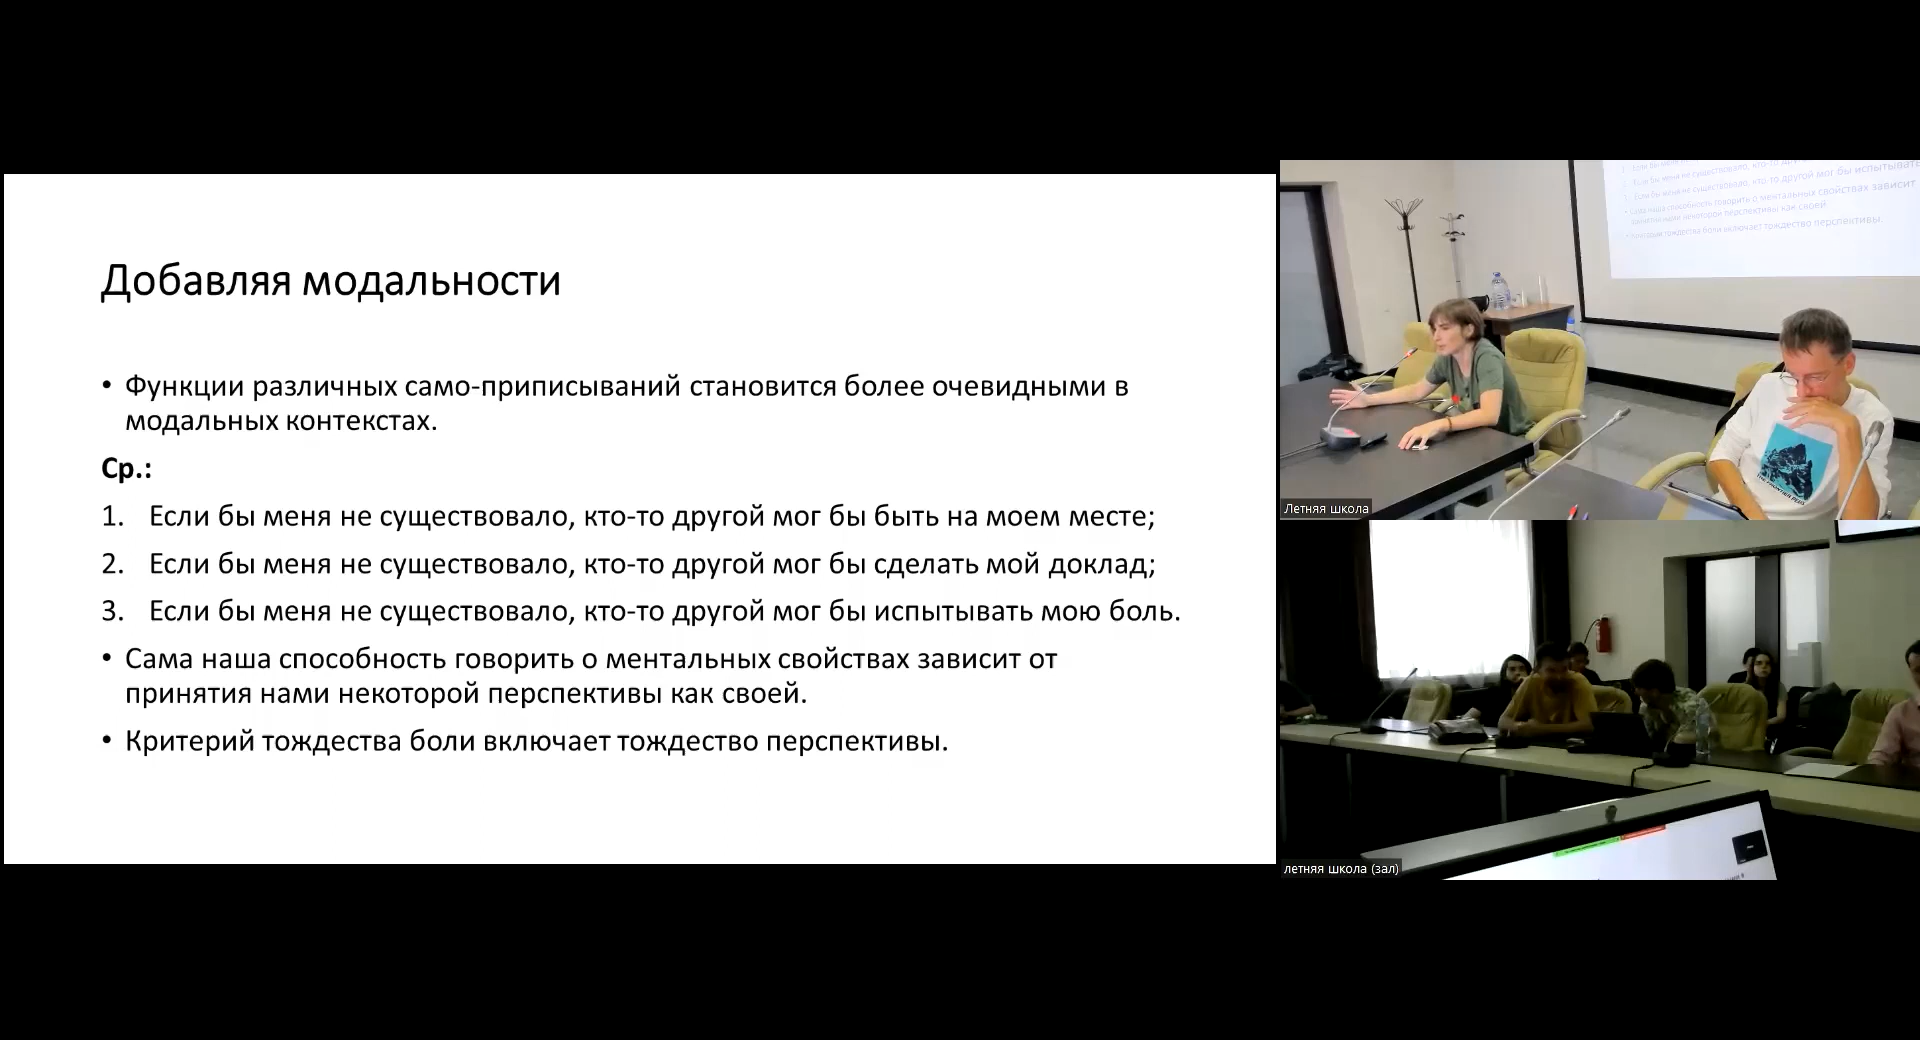 Добавляя модальности
• Функции различных само-приписываний становится более очевидными в
модальных контекстах.
Ср.:
1. Если бы меня не существовало, кто-то другой мог бы быть на моем месте;
2. Если бы меня не существовало, кто-то другой мог бы сделать мой доклад;
3. Если бы меня не существовало, кто-то другой мог бы испытывать мою боль.
• Сама наша способность говорить о ментальных свойствах зависит от
принятия нами некоторой перспективы как своей.
• Критерий тождества боли включает тождество перспективы.
Летняя школа
летняя школа (зал)